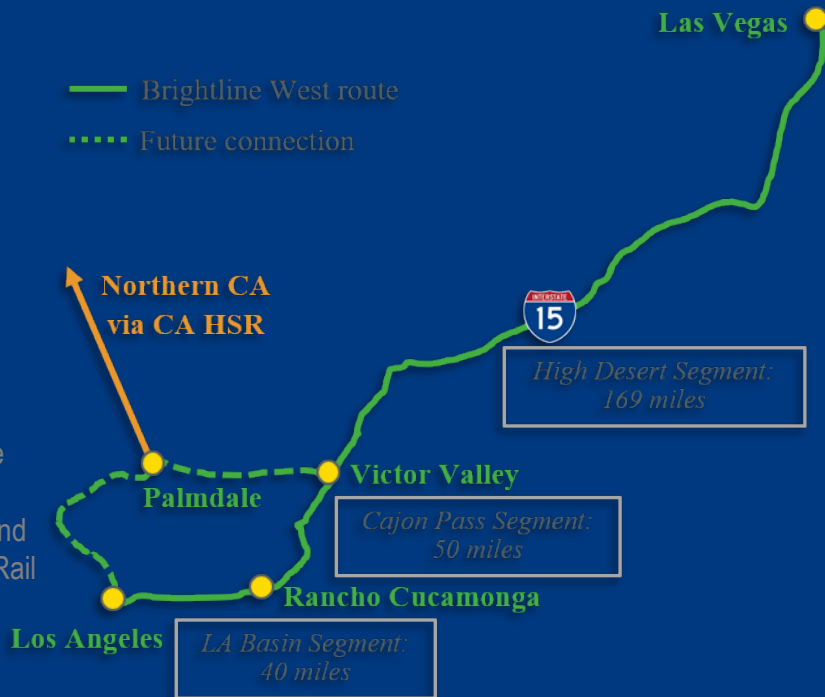 Las Vegas
Brightline West route
Future connection
Northern CA
via CA HSR
INTERSTATE
15
High Desert Segment:
169 miles
Palmdale
Victor Valley
Cajon Pass Segment:
50 miles
Rail
Rancho Cucamonga
Los Angeles
LA Basin Segment:
40 miles